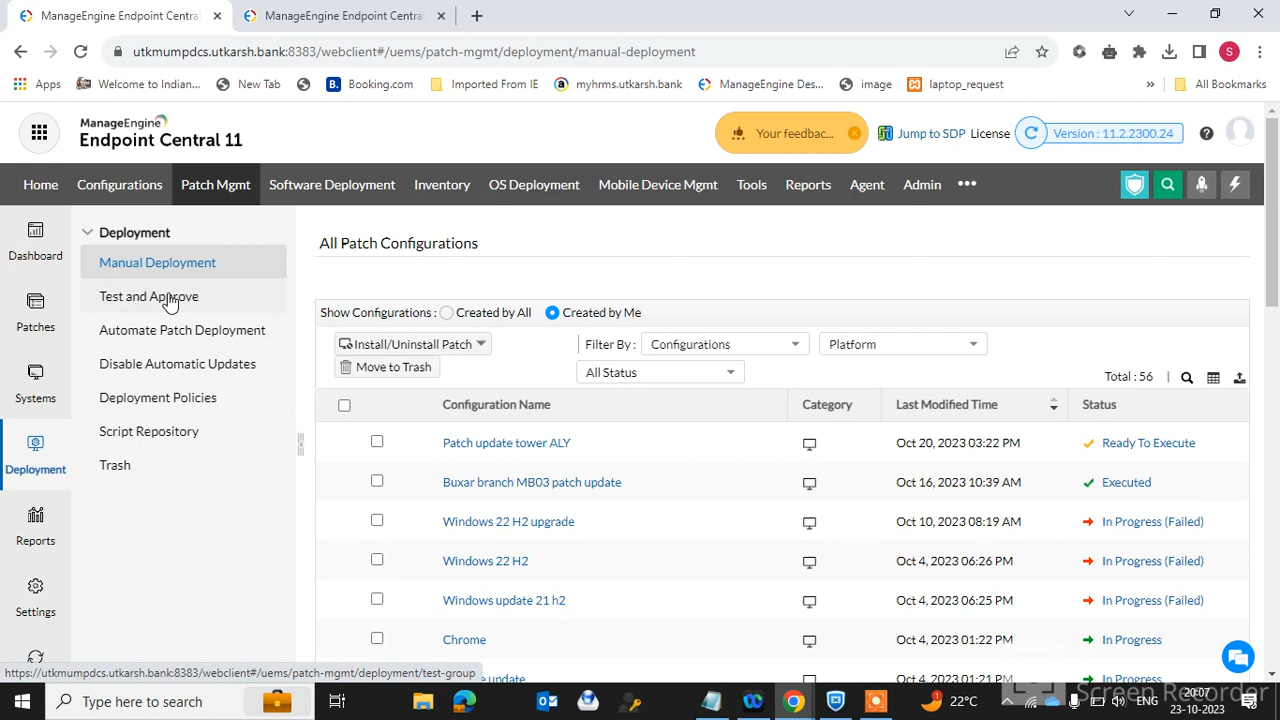 ManageEngine Endpoint Central
ManageEngine Endpoint Central
utkmumpdcs.utkarsh.bank:8383/webclient#/uems/patch-mgmt/deployment/manual-deployment
S
Apps
Welcome to Indian...
New Tab
Booking.com
Imported From IE
myhrms.utkarsh.bank
ManageEngine Des...
image
laptop_request
»
All Bookmarks
ManageEngine
Endpoint Central 11
Your feedbac...
Jump to SDP
License
Version : 11.2.2300.24
Home
Configurations
Patch Mgmt
Software Deployment
Inventory
OS Deployment
Mobile Device Mgmt
Tools
Reports
Agent
Admin
Dashboard
Patches
Systems
Deployment
Reports
Settings
Deployment
Manual Deployment
Test and Approve
Automate Patch Deployment
Disable Automatic Updates
Deployment Policies
Script Repository
Trash
All Patch Configurations
Show Configurations : Created by All Created by Me
Install/Uninstall Patch
Filter By : Configurations Platform
Move to Trash
All Status
Total : 56
Configuration Name Category Last Modified Time Status
Patch update tower ALY Oct 20, 2023 03:22 PM Ready To Execute
Buxar branch MB03 patch update Oct 16, 2023 10:39 AM Executed
Windows 22 H2 upgrade Oct 10, 2023 08:19 AM In Progress (Failed)
Windows 22 H2 Oct 4, 2023 06:26 PM In Progress (Failed)
Windows update 21 h2 Oct 4, 2023 06:25 PM In Progress (Failed)
Chrome Oct 4, 2023 01:22 PM In Progress
https://utkmumpdcs.utkarsh.bank:8383/webclient#/uems/patch-mgmt/deployment/test-group
Type here to search
22°C
20:07
23-10-2023
Screen Recorder